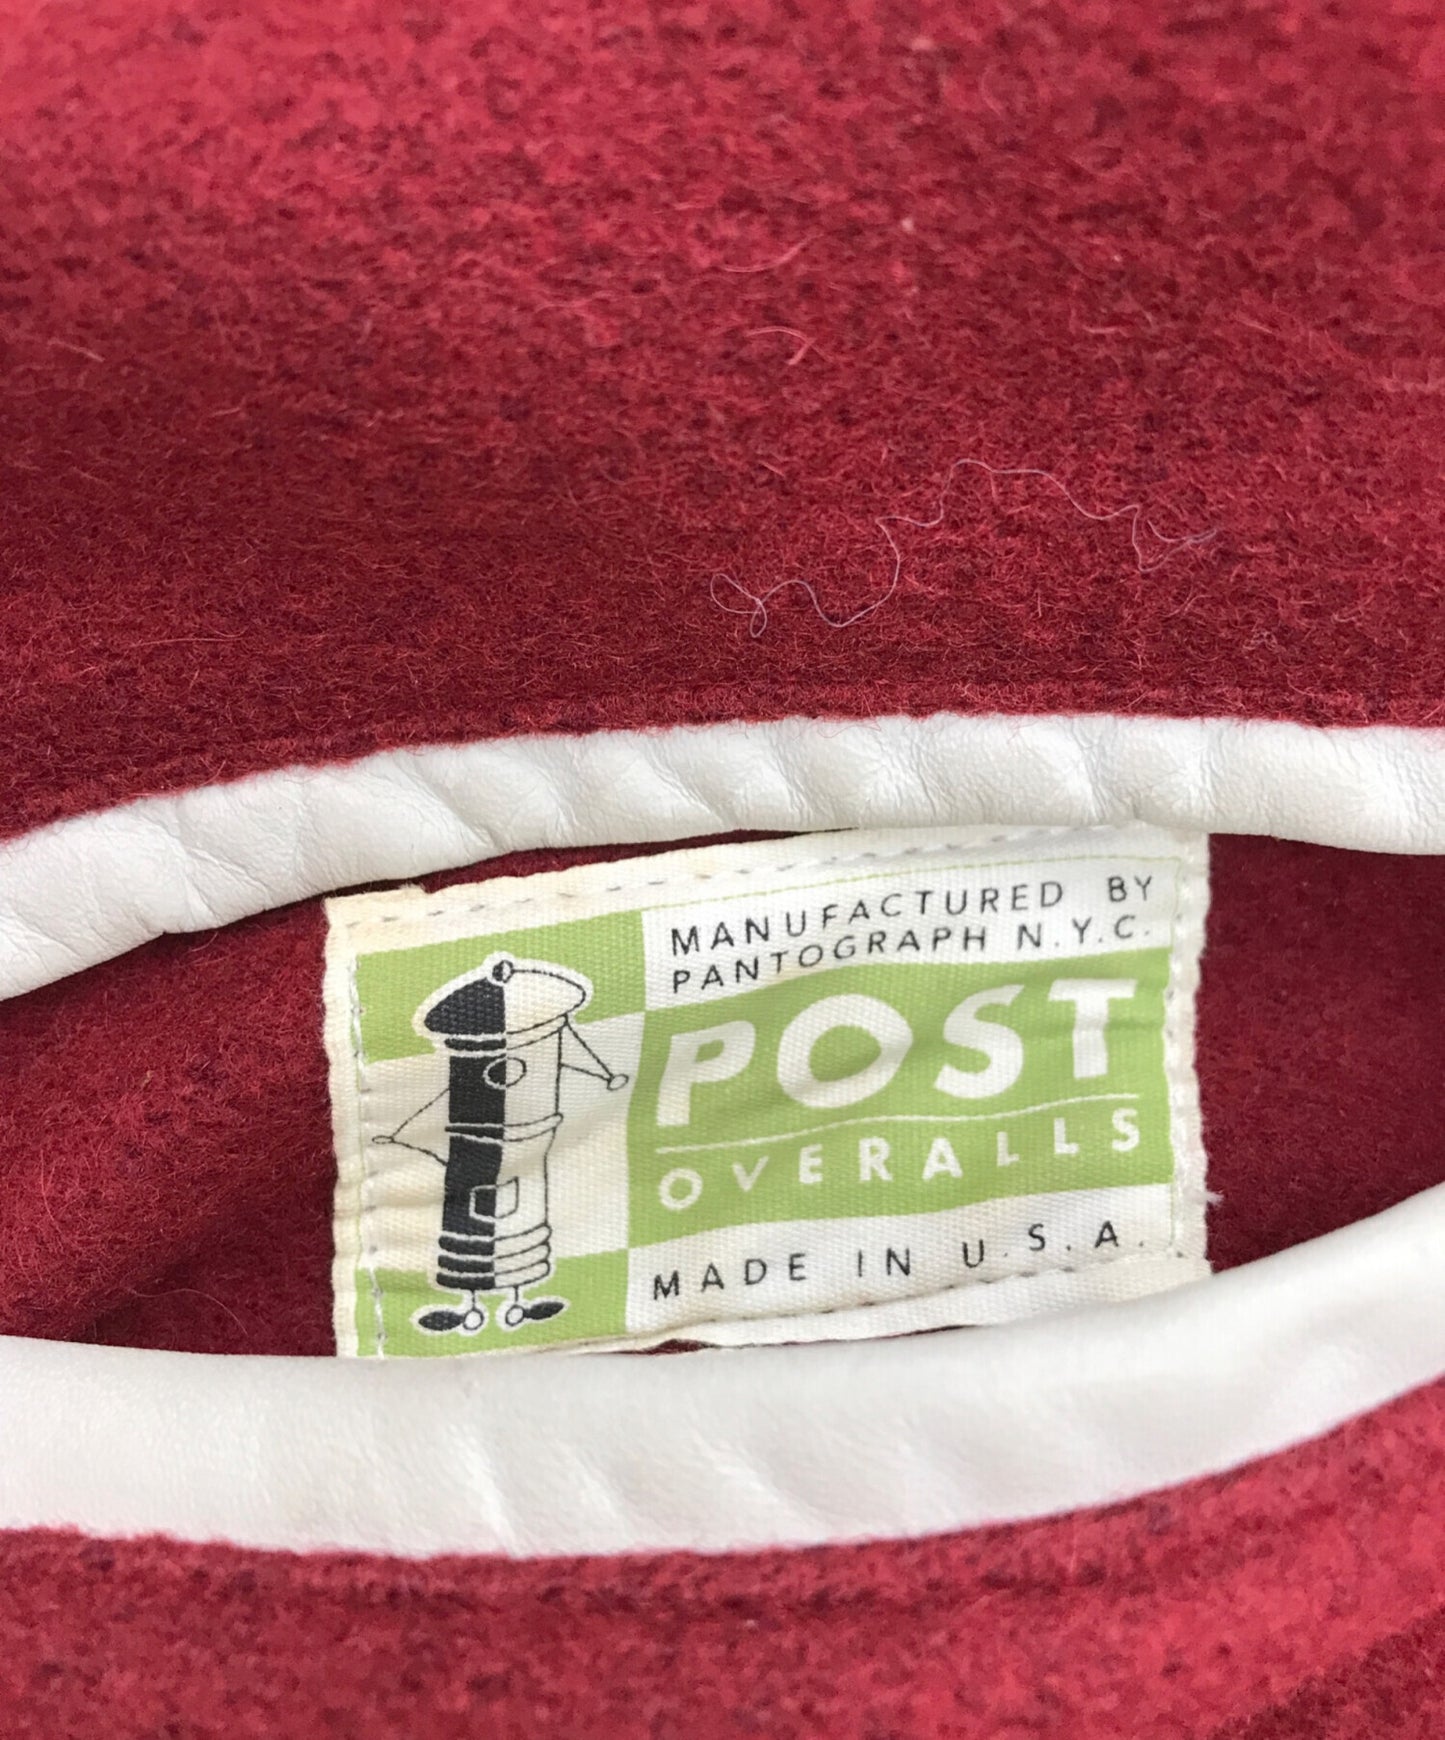 MANUFACTURED BY
PANTOGRAPH N.Y.C.
POST
OVERALLS
MADE IN U.S.A.